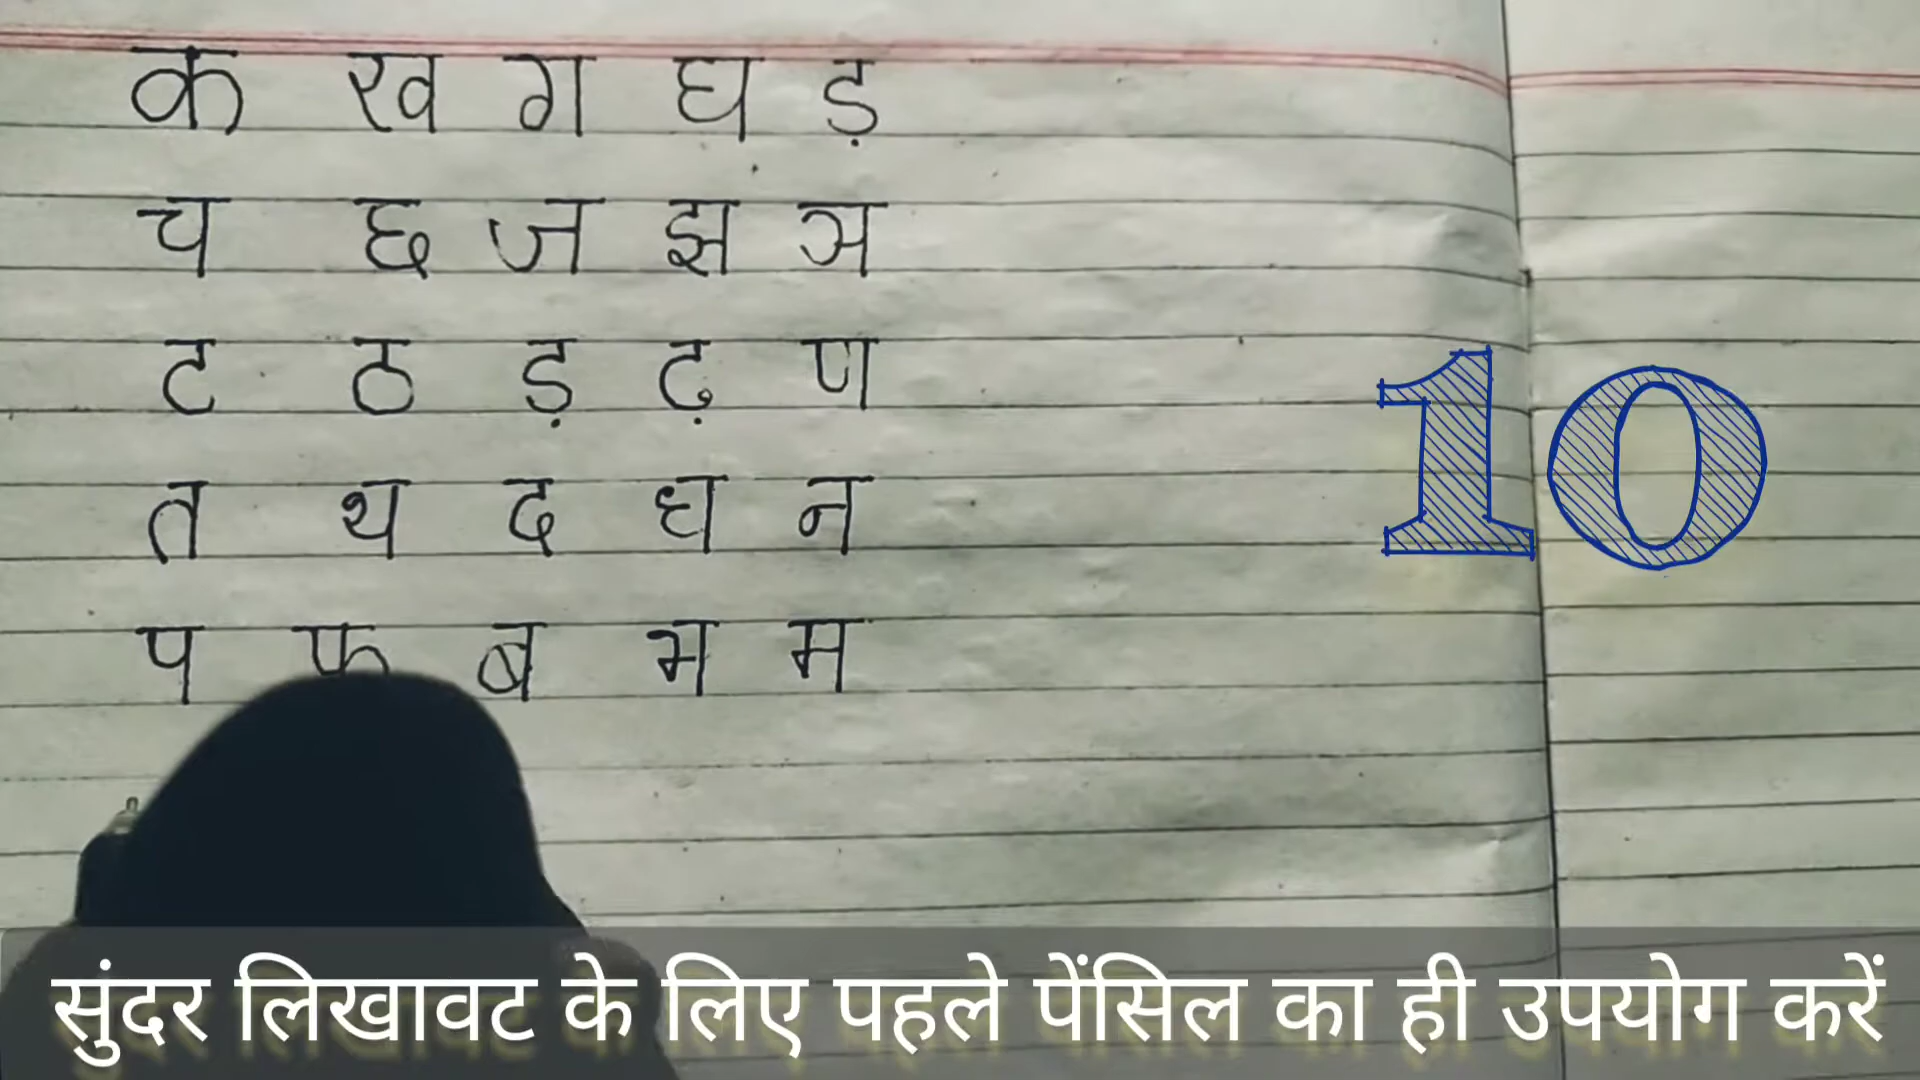 क ख ग घ ड़
च छ ज झ ञ
ट ठ ड़ ढ़ ण
त थ द ध न
प फ ब भ म
10
सुंदर लिखावट के लिए पहले पेंसिल का ही उपयोग करें